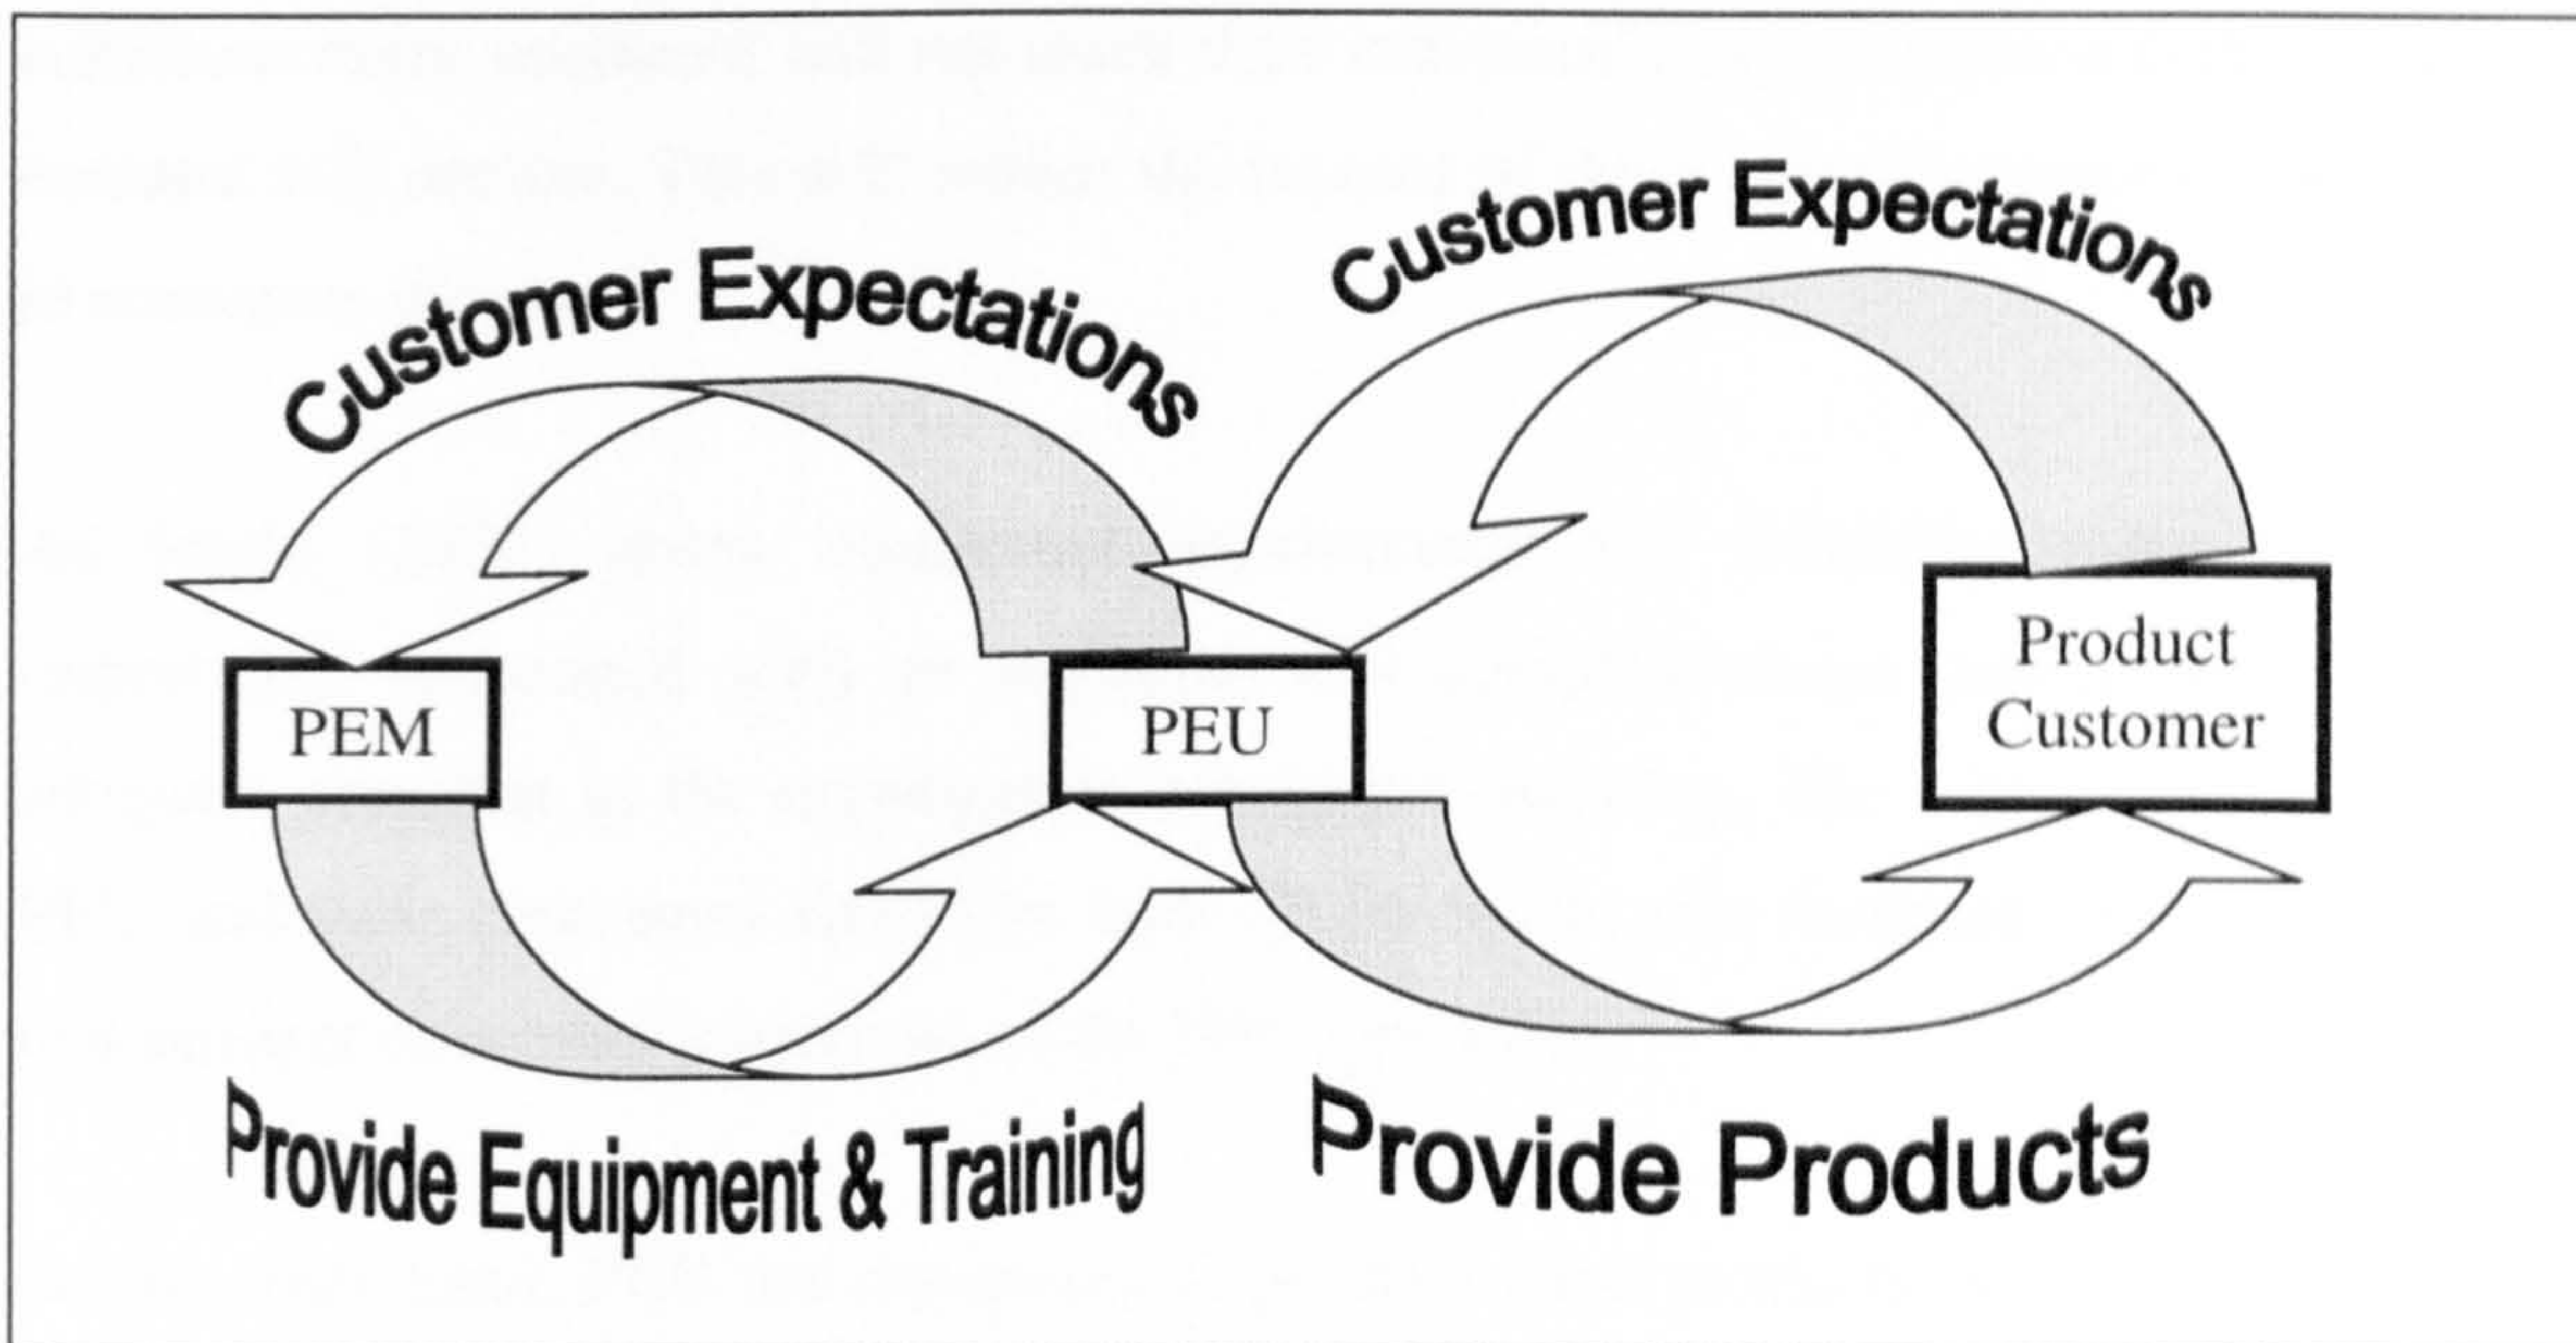 Customer Expectations
Customer Expectations
PEM
PEU
Product
Customer
Provide Equipment & Training
Provide Products